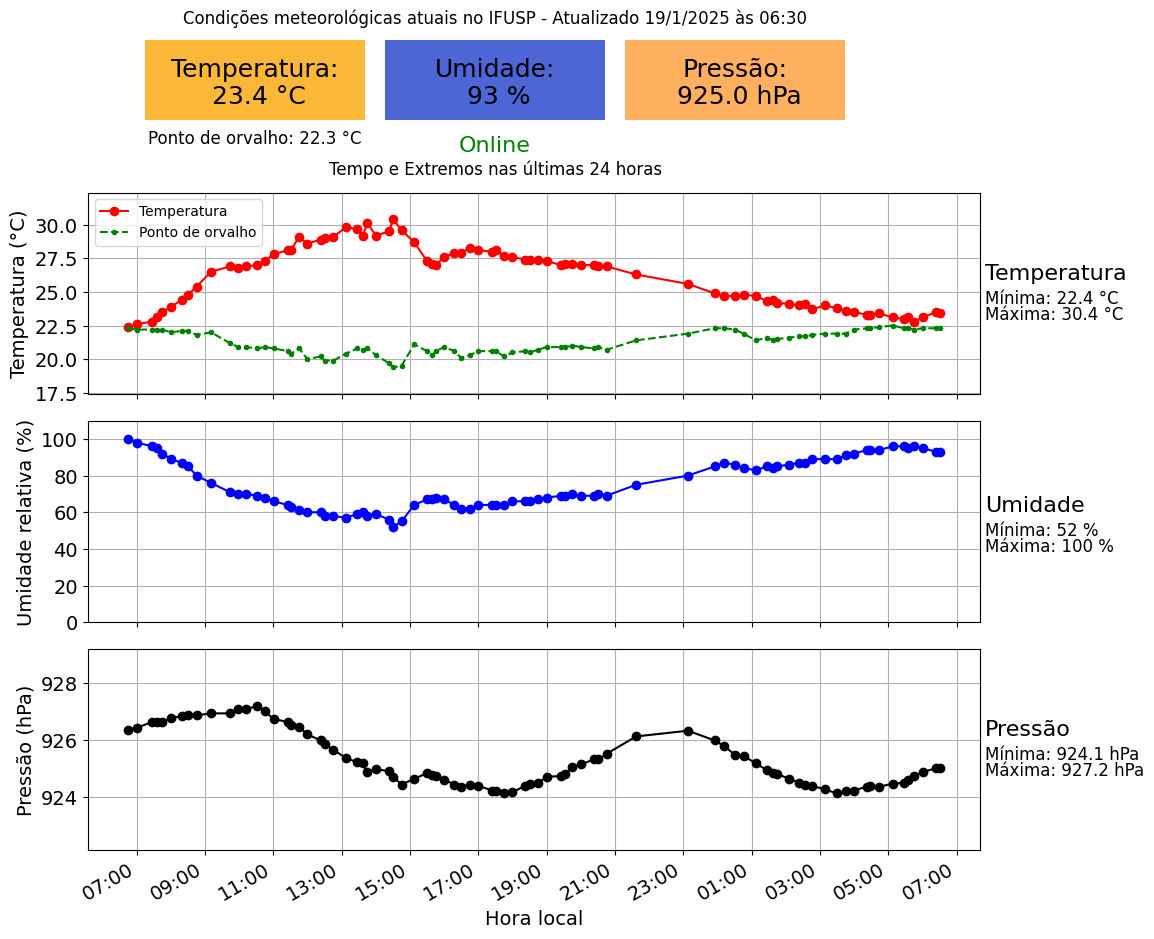 Condições meteorológicas atuais no IFUSP - Atualizado 19/1/2025 às 06:30
Temperatura:
23.4 °C
Umidade:
93 %
Pressão:
925.0 hPa
Ponto de orvalho: 22.3 °C
Online
Tempo e Extremos nas últimas 24 horas
Temperatura (°C)
30.0
27.5
25.0
22.5
20.0
17.5
Temperatura
Ponto de orvalho
Temperatura
Mínima: 22.4 °C
Máxima: 30.4 °C
Umidade relativa (%)
100
80
60
40
20
0
Umidade
Mínima: 52 %
Máxima: 100 %
Pressão (hPa)
928
926
924
Pressão
Mínima: 924.1 hPa
Máxima: 927.2 hPa
07:00 09:00 11:00 13:00 15:00 17:00 19:00 21:00 23:00 01:00 03:00 05:00 07:00
Hora local